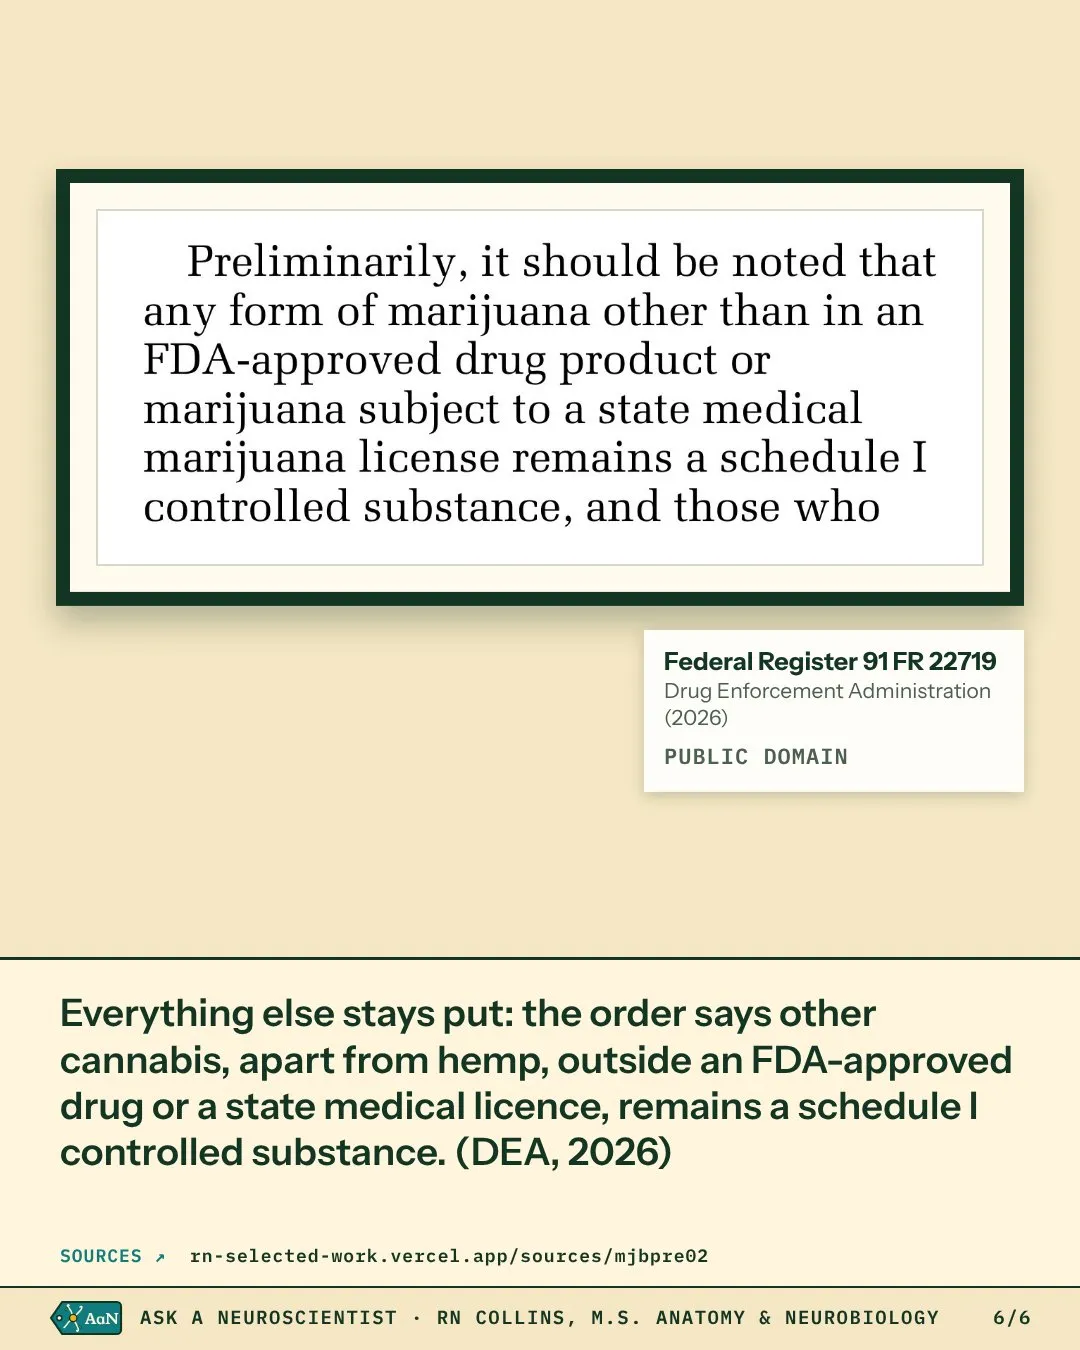 Preliminarily, it should be noted that
any form of marijuana other than in an
FDA-approved drug product or
marijuana subject to a state medical
marijuana license remains a schedule I
controlled substance, and those who
Federal Register 91 FR 22719
Drug Enforcement Administration
(2026)
PUBLIC DOMAIN
Everything else stays put: the order says other
cannabis, apart from hemp, outside an FDA-approved
drug or a state medical licence, remains a schedule I
controlled substance. (DEA, 2026)
SOURCES ↗ rn-selected-work.vercel.app/sources/mjbpre02
AaN ASK A NEUROSCIENTIST · RN COLLINS, M.S. ANATOMY & NEUROBIOLOGY 6/6